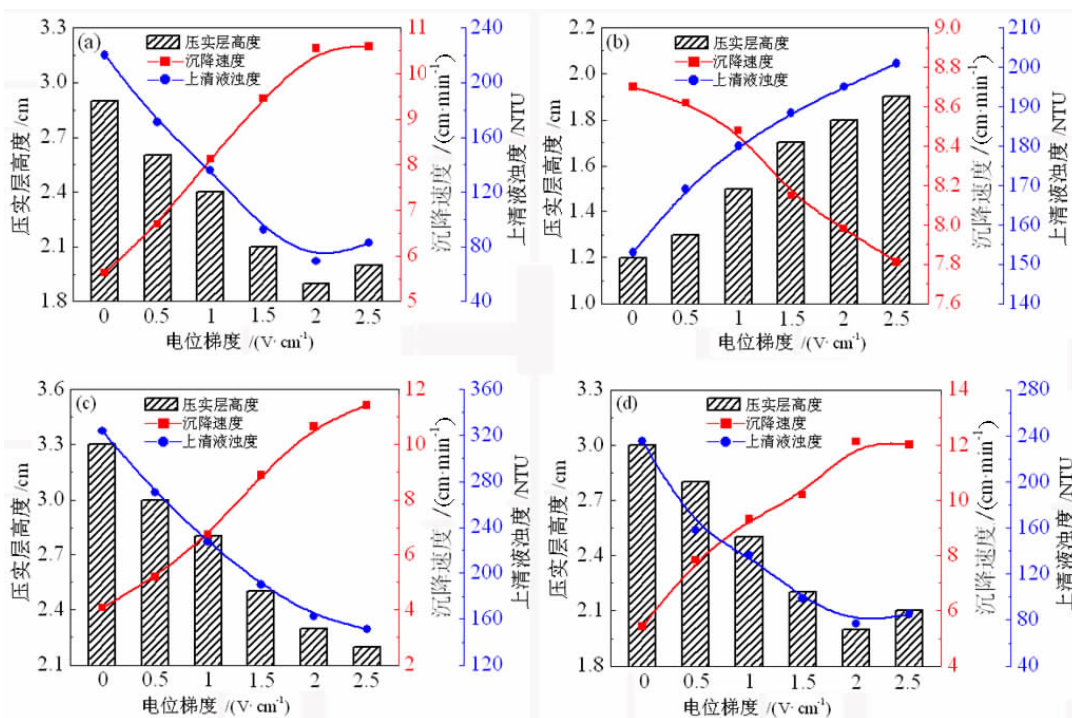 (a)
压实层高度
沉降速度
上清液浊度
压实层高度 /cm
3.3
3.0
2.7
2.4
2.1
1.8
沉降速度 /(cm·min⁻¹)
11
10
9
8
7
6
5
上清液浊度 /NTU
240
200
160
120
80
40
0 0.5 1 1.5 2 2.5
电位梯度 /(V·cm⁻¹)
(b)
压实层高度
沉降速度
上清液浊度
压实层高度 /cm
2.2
2.0
1.8
1.6
1.4
1.2
1.0
沉降速度 /(cm·min⁻¹)
9.0
8.8
8.6
8.4
8.2
8.0
7.8
7.6
上清液浊度 /NTU
210
200
190
180
170
160
150
140
0 0.5 1 1.5 2 2.5
电位梯度 /(V·cm⁻¹)
(c)
压实层高度
沉降速度
上清液浊度
压实层高度 /cm
3.6
3.3
3.0
2.7
2.4
2.1
沉降速度 /(cm·min⁻¹)
12
10
8
6
4
2
上清液浊度 /NTU
360
320
280
240
200
160
120
0 0.5 1 1.5 2 2.5
电位梯度 /(V·cm⁻¹)
(d)
压实层高度
沉降速度
上清液浊度
压实层高度 /cm
3.3
3.0
2.7
2.4
2.1
1.8
沉降速度 /(cm·min⁻¹)
14
12
10
8
6
4
上清液浊度 /NTU
280
240
200
160
120
80
40
0 0.5 1 1.5 2 2.5
电位梯度 /(V·cm⁻¹)